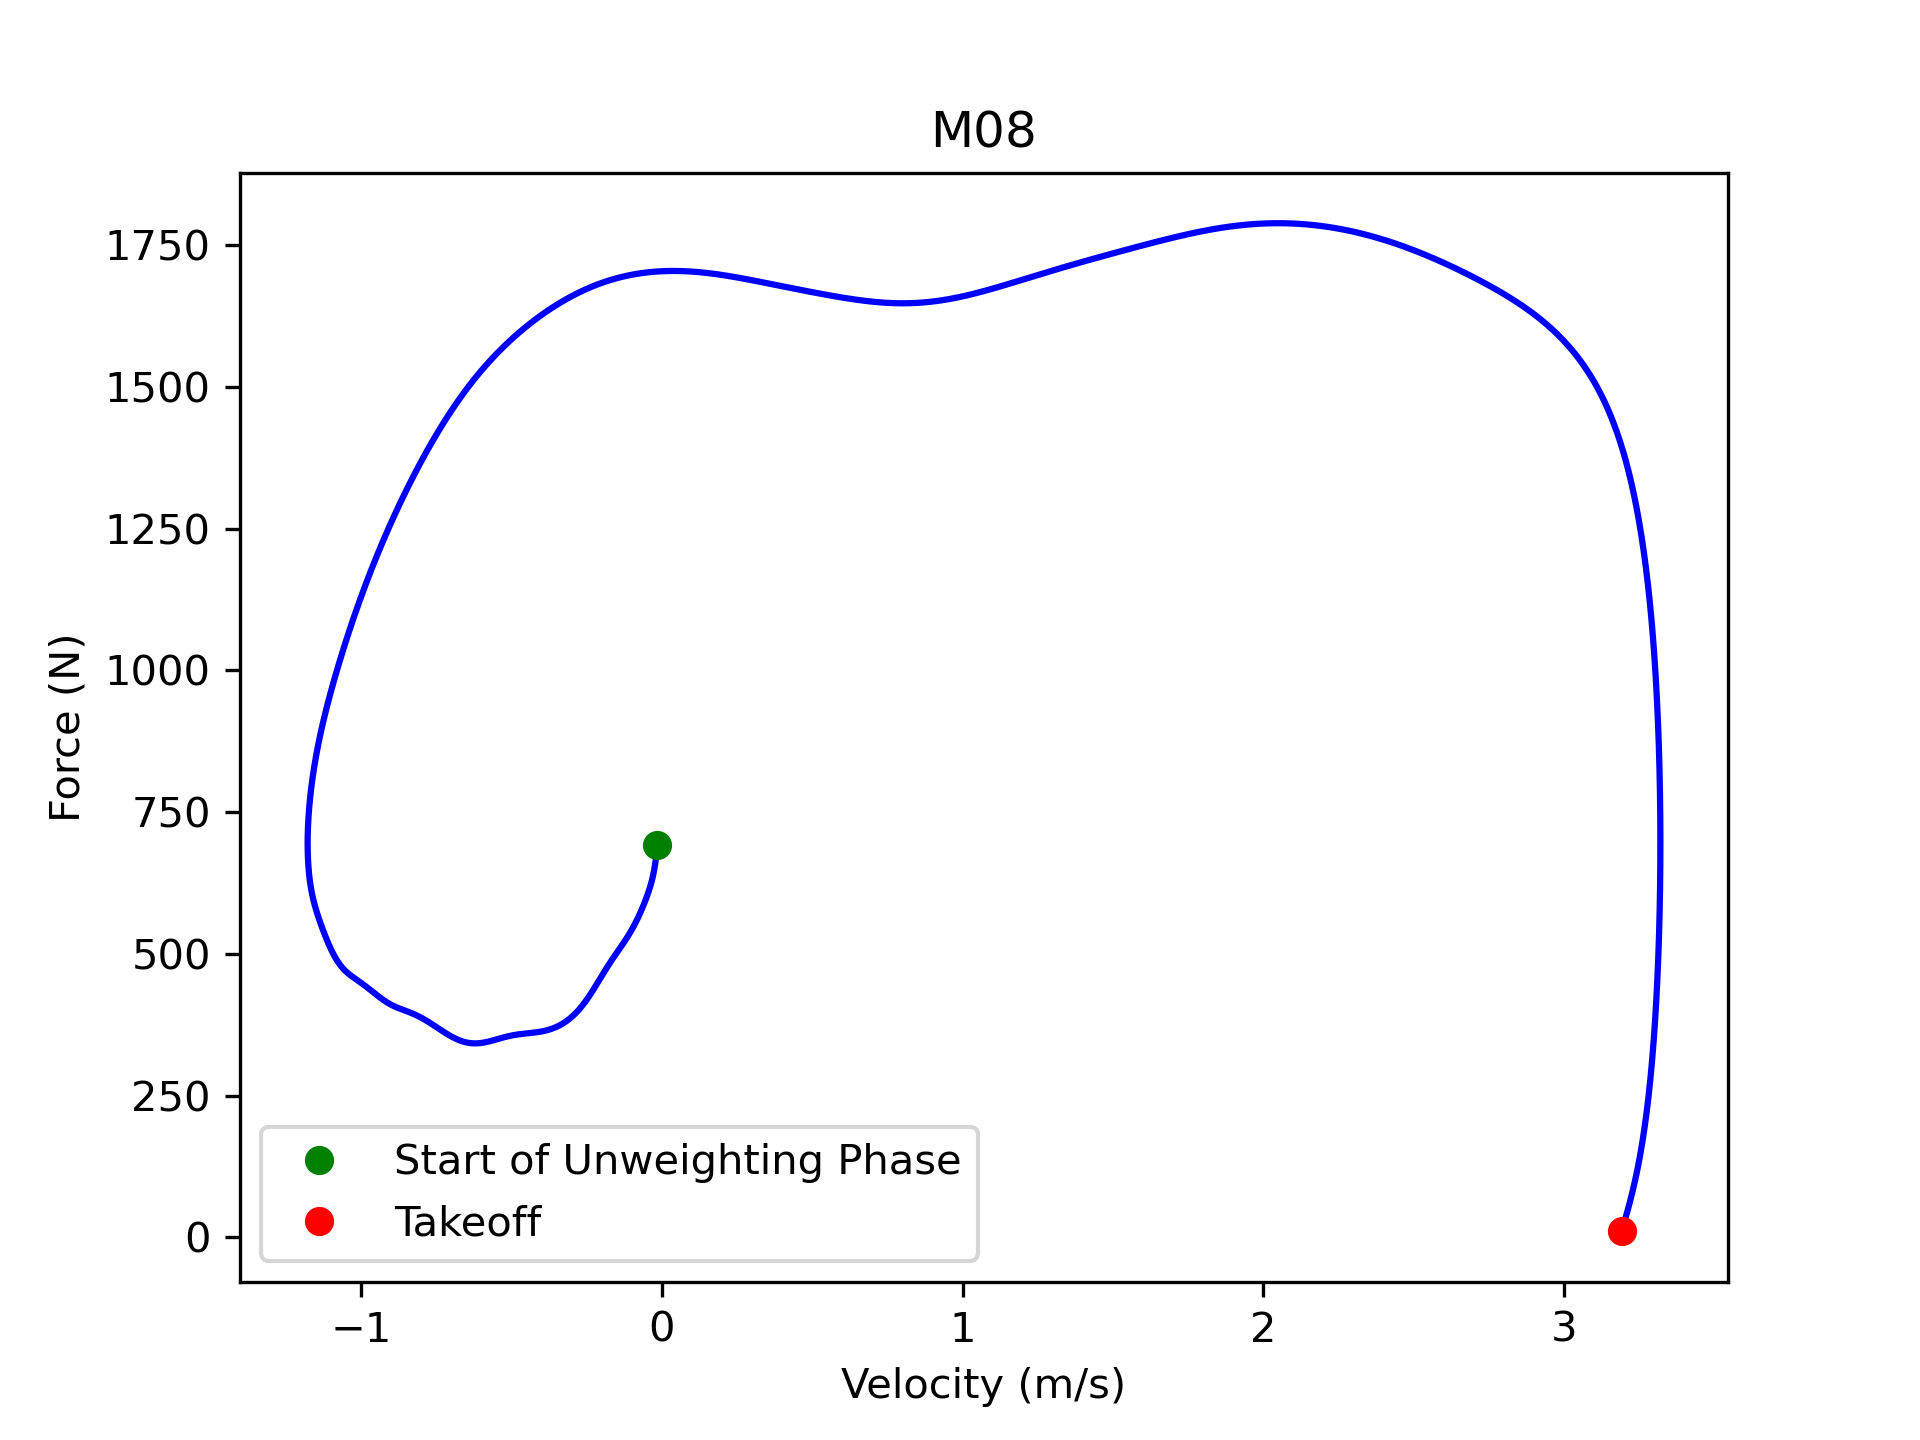 M08
1750
1500
1250
1000
750
500
250
0
Force (N)
Start of Unweighting Phase
Takeoff
−1 0 1 2 3
Velocity (m/s)